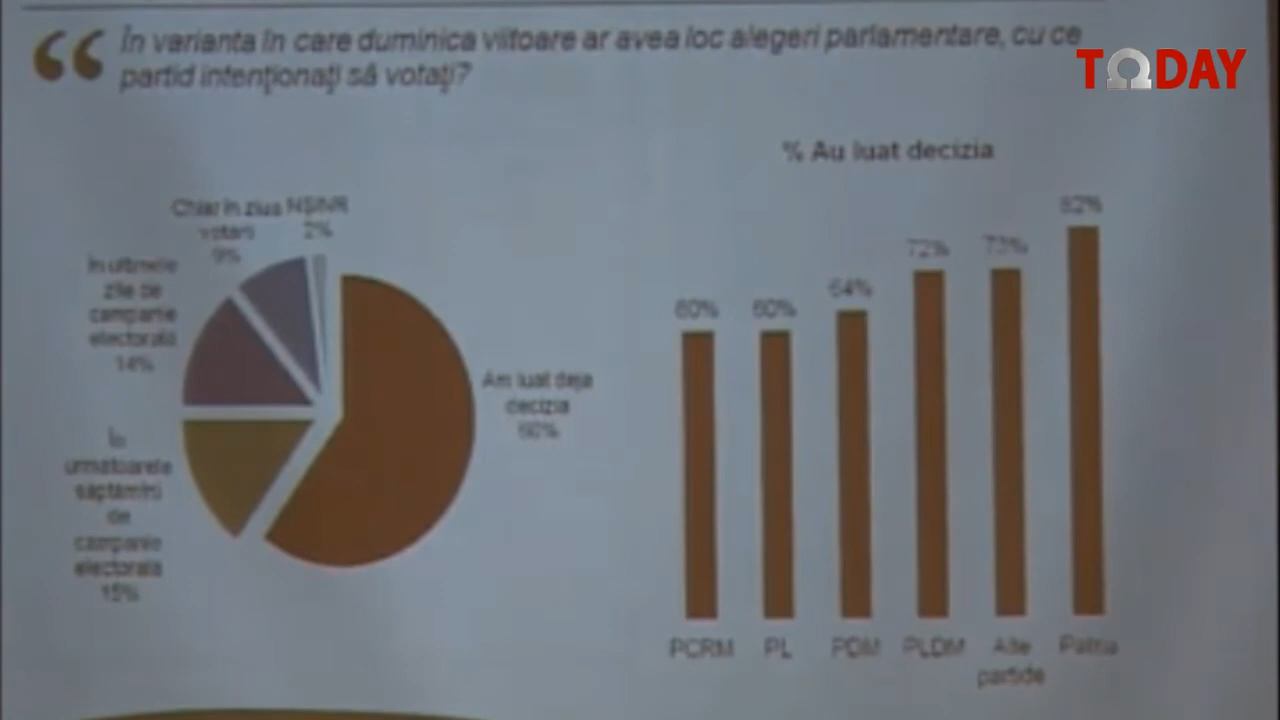 În varianta în care duminica viitoare ar avea loc alegeri parlamentare, cu ce
partid intenţionaţi să votaţi?
TODAY
% Au luat decizia
Chiar în ziua
votării
9%
NS/NR
2%
În ultimele
zile de
campanie
electorală
14%
Am luat deja
decizia
60%
În
următoarele
săptămîni
de
campanie
electorală
15%
60%
60%
64%
72%
73%
82%
PCRM
PL
PDM
PLDM
Alte
partide
Patria